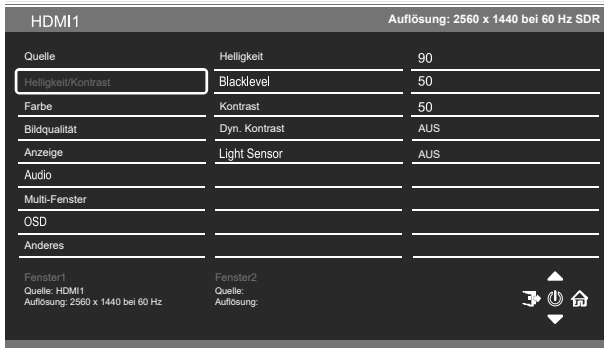 HDMI1 Auflösung: 2560 x 1440 bei 60 Hz SDR
Quelle Helligkeit 90
Helligkeit/Kontrast Blacklevel 50
Farbe Kontrast 50
Bildqualität Dyn. Kontrast AUS
Anzeige Light Sensor AUS
Audio
Multi-Fenster
OSD
Anderes
Fenster1 Fenster2
Quelle: HDMI1 Quelle:
Auflösung: 2560 x 1440 bei 60 Hz Auflösung: